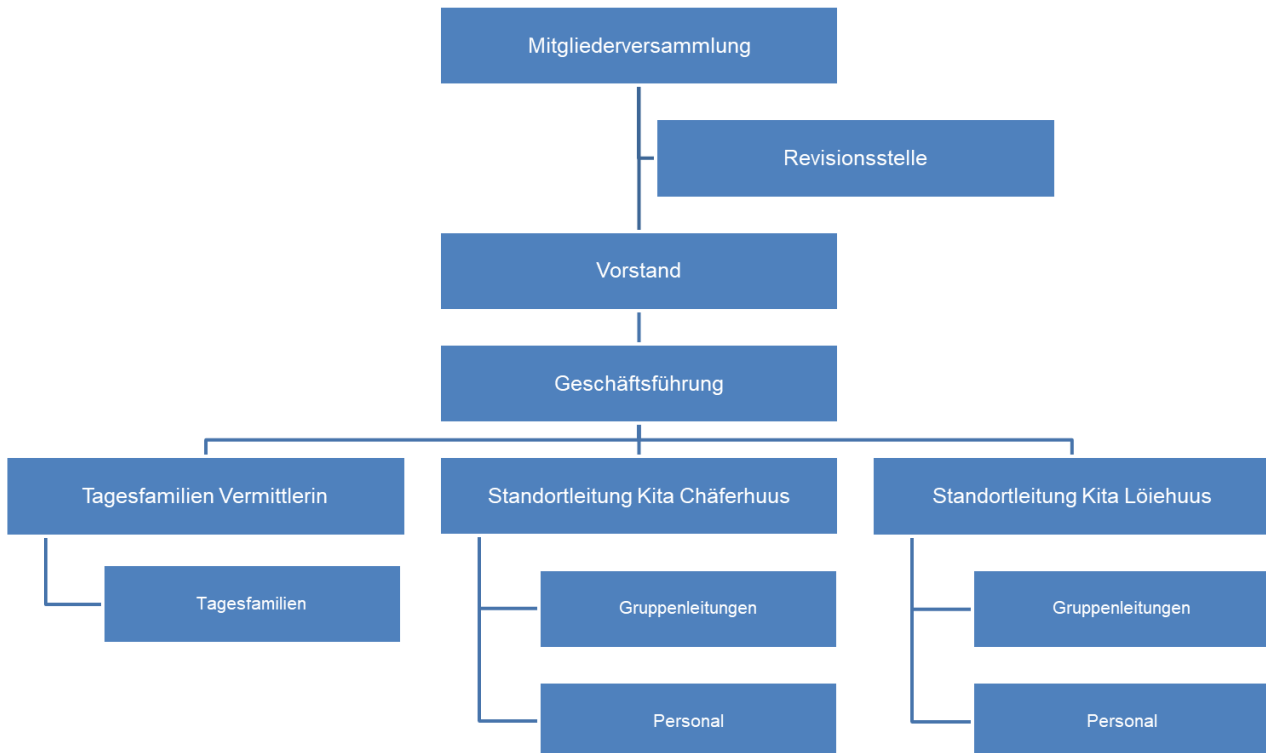 Mitgliederversammlung
Revisionsstelle
Vorstand
Geschäftsführung
Tagesfamilien Vermittlerin
Standortleitung Kita Chäferhuus
Standortleitung Kita Löiehuus
Tagesfamilien
Gruppenleitungen
Gruppenleitungen
Personal
Personal